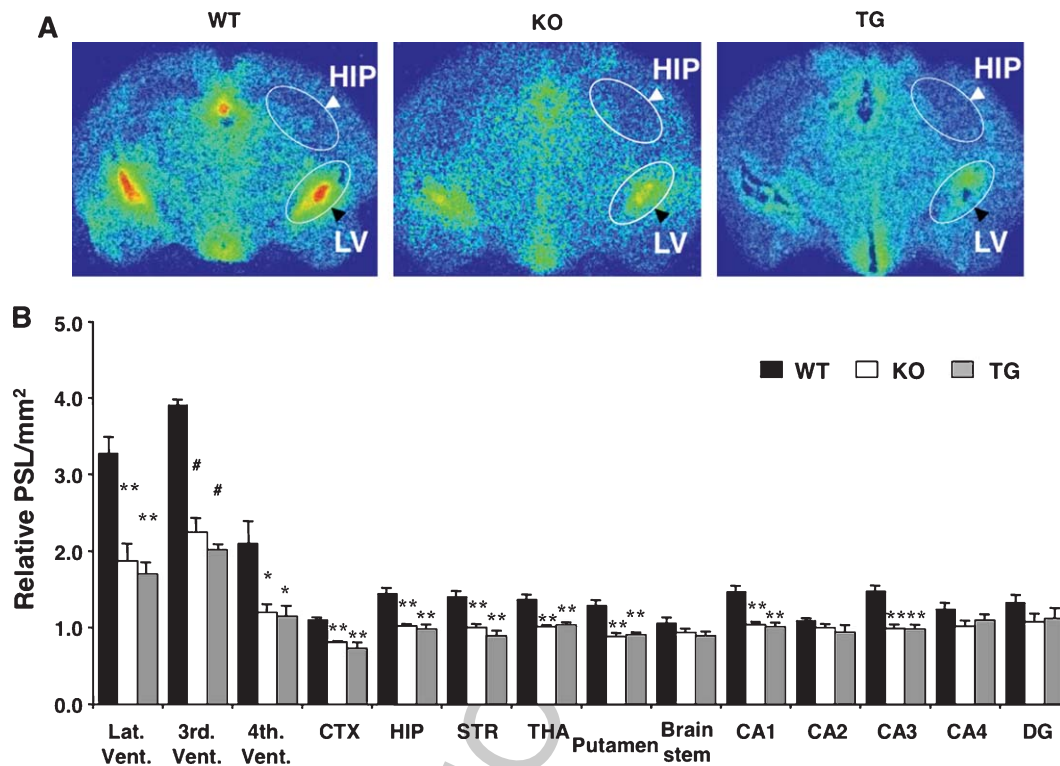 A
WT
KO
TG
HIP
LV
HIP
LV
HIP
LV
B
Relative PSL/mm²
5.0
4.0
3.0
2.0
1.0
0.0
WT KO TG
**
**
#
#
*
*
**
**
**
**
**
**
**
**
**
**
**
**
**
**
Lat. Vent.
3rd. Vent.
4th. Vent.
CTX
HIP
STR
THA
Putamen
Brain stem
CA1
CA2
CA3
CA4
DG